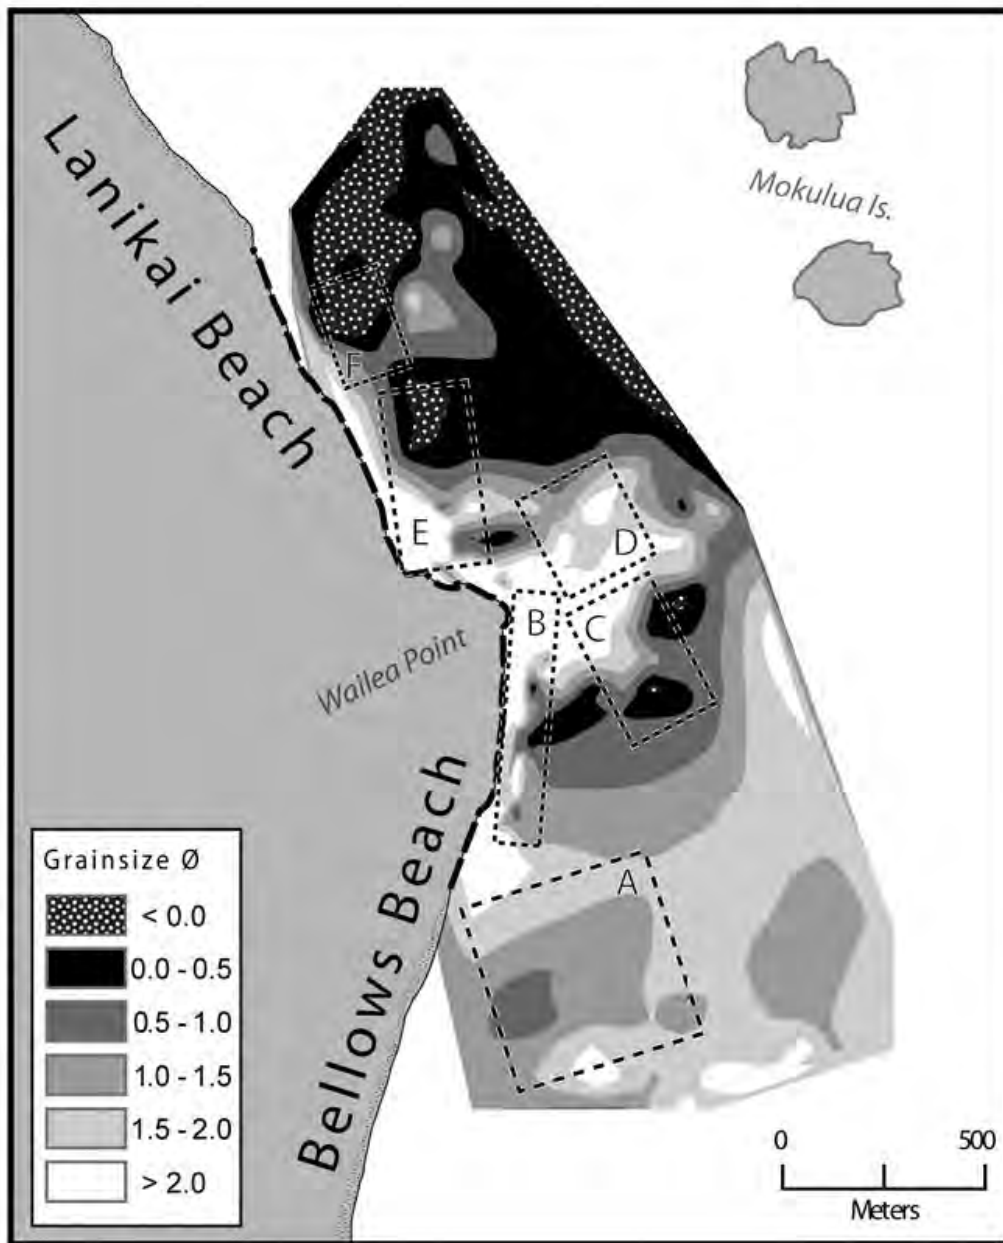 Lanikai Beach
Mokulua Is.
F
E
D
B
C
Wailea Point
A
Bellows Beach
Grainsize Ø
< 0.0
0.0 - 0.5
0.5 - 1.0
1.0 - 1.5
1.5 - 2.0
> 2.0
0 500
Meters